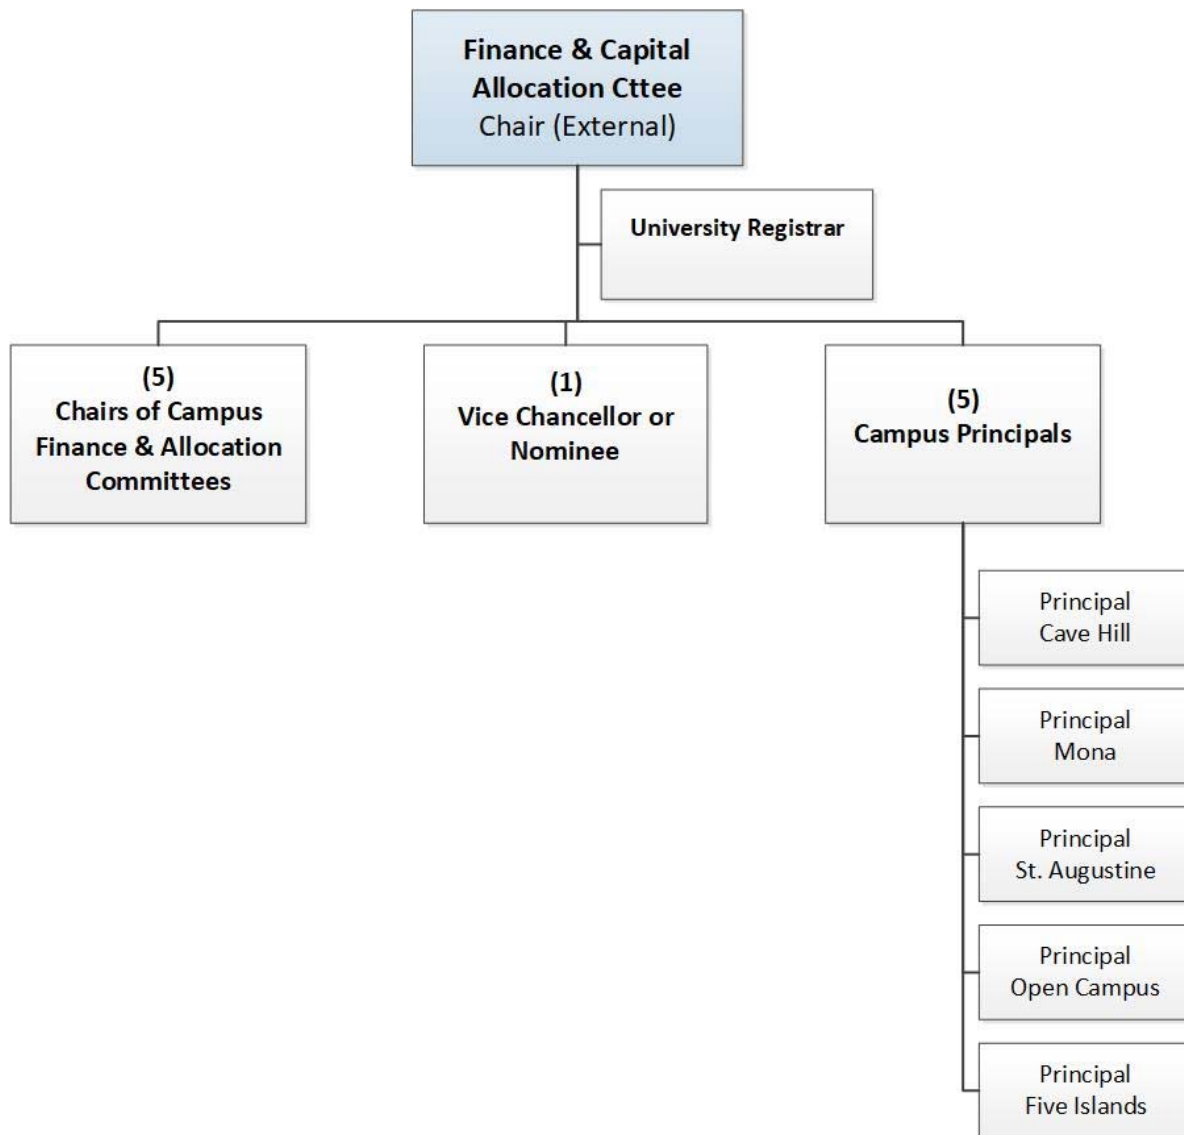 Finance & Capital
Allocation Cttee
Chair (External)
University Registrar
(5)
Chairs of Campus
Finance & Allocation
Committees
(1)
Vice Chancellor or
Nominee
(5)
Campus Principals
Principal
Cave Hill
Principal
Mona
Principal
St. Augustine
Principal
Open Campus
Principal
Five Islands